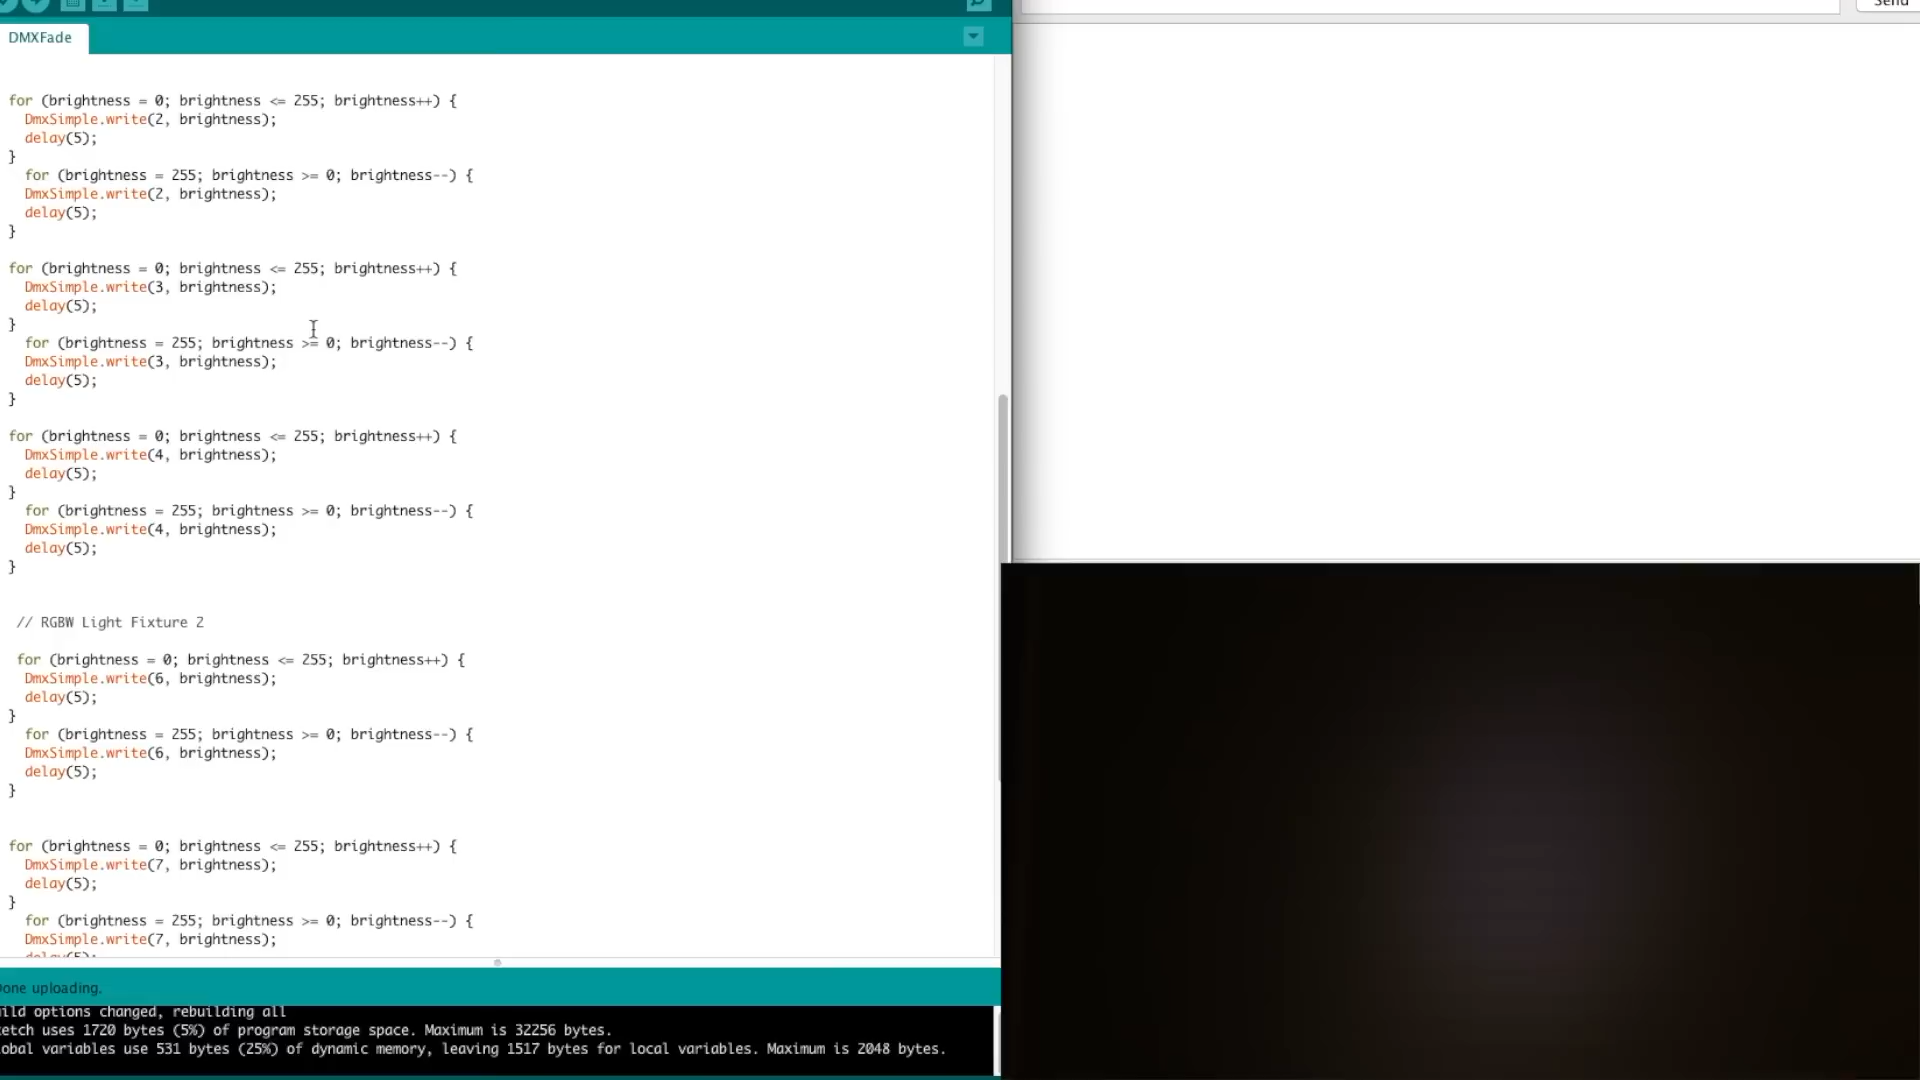 Send
DMXFade
for (brightness = 0; brightness <= 255; brightness++) {
DmxSimple.write(2, brightness);
delay(5);
}
for (brightness = 255; brightness >= 0; brightness--) {
DmxSimple.write(2, brightness);
delay(5);
}
for (brightness = 0; brightness <= 255; brightness++) {
DmxSimple.write(3, brightness);
delay(5);
}
for (brightness = 255; brightness >= 0; brightness--) {
DmxSimple.write(3, brightness);
delay(5);
}
for (brightness = 0; brightness <= 255; brightness++) {
DmxSimple.write(4, brightness);
delay(5);
}
for (brightness = 255; brightness >= 0; brightness--) {
DmxSimple.write(4, brightness);
delay(5);
}
// RGBW Light Fixture 2
for (brightness = 0; brightness <= 255; brightness++) {
DmxSimple.write(6, brightness);
delay(5);
}
for (brightness = 255; brightness >= 0; brightness--) {
DmxSimple.write(6, brightness);
delay(5);
}
for (brightness = 0; brightness <= 255; brightness++) {
DmxSimple.write(7, brightness);
delay(5);
}
for (brightness = 255; brightness >= 0; brightness--) {
DmxSimple.write(7, brightness);
delay(5);
one uploading.
ild options changed, rebuilding all
etch uses 1720 bytes (5%) of program storage space. Maximum is 32256 bytes.
obal variables use 531 bytes (25%) of dynamic memory, leaving 1517 bytes for local variables. Maximum is 2048 bytes.